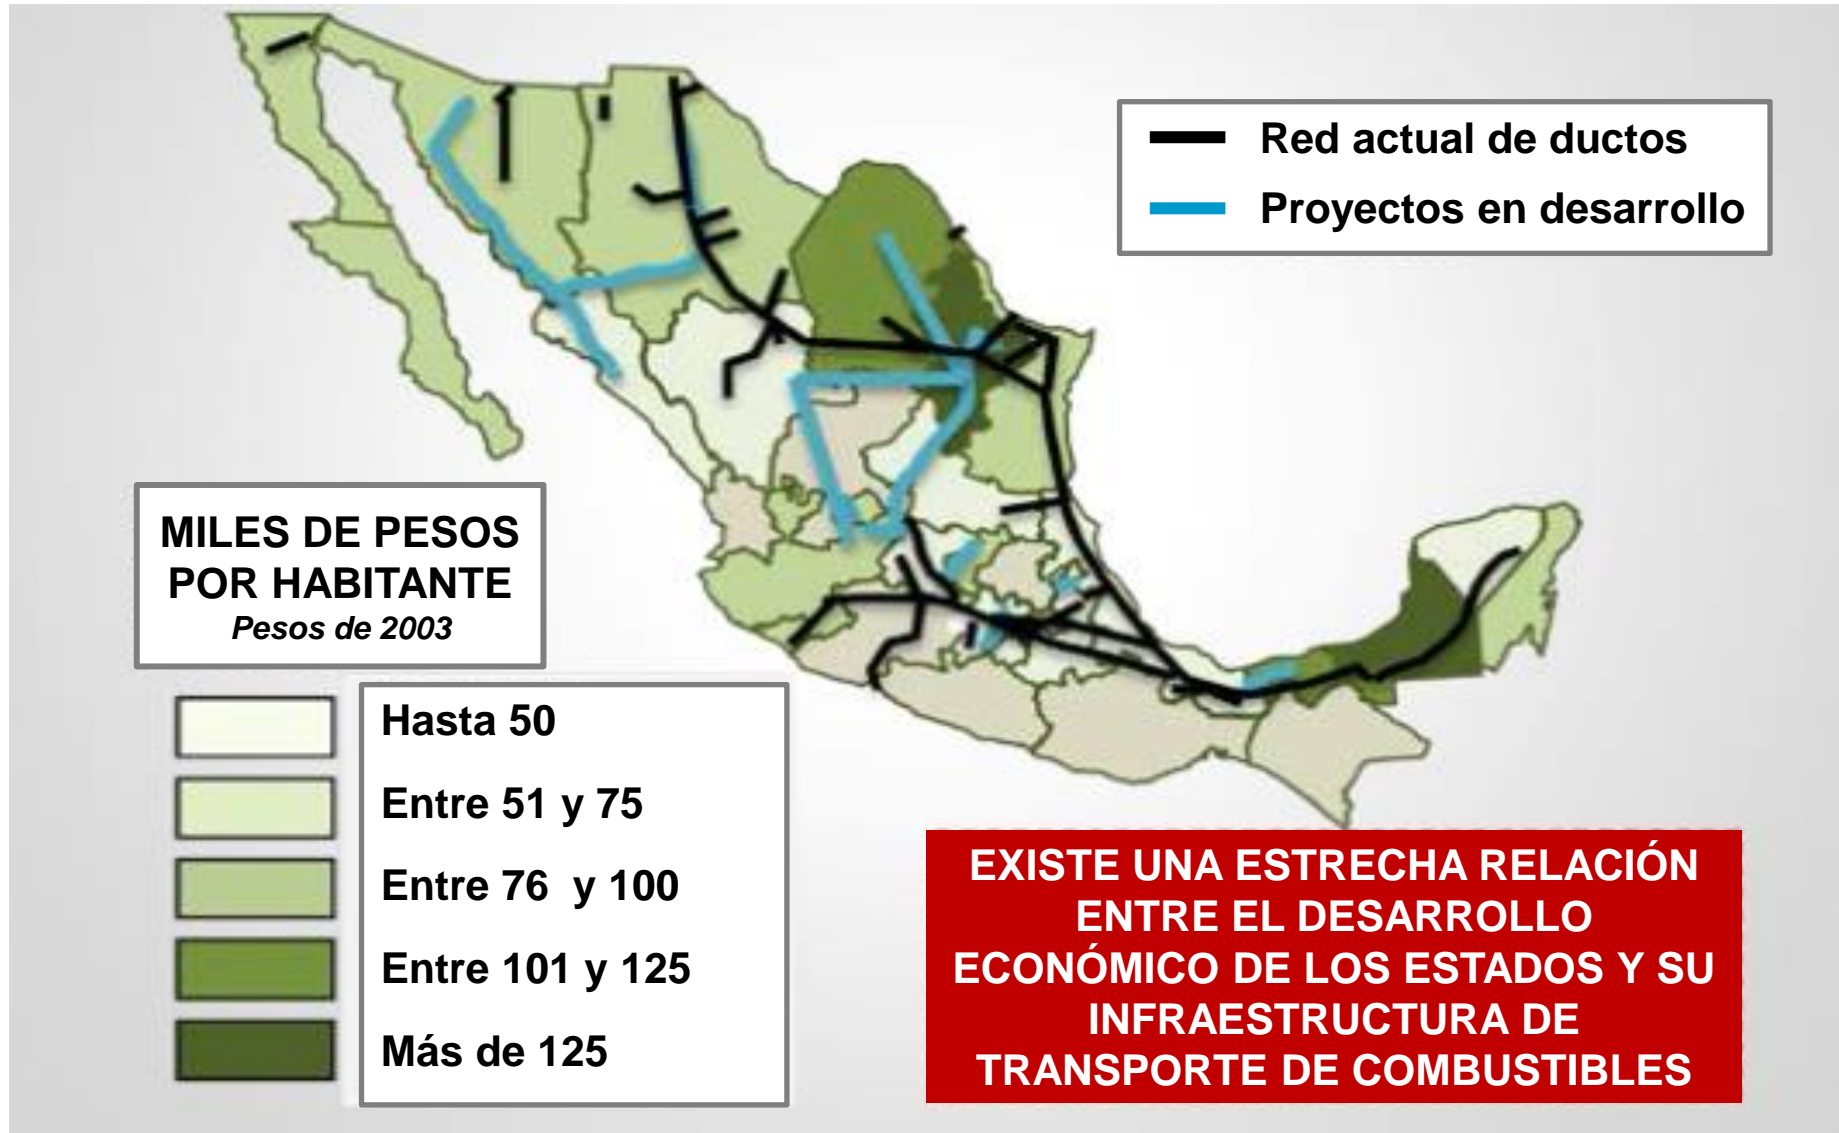 Red actual de ductos
Proyectos en desarrollo
MILES DE PESOS
POR HABITANTE
Pesos de 2003
Hasta 50
Entre 51 y 75
Entre 76 y 100
Entre 101 y 125
Más de 125
EXISTE UNA ESTRECHA RELACIÓN
ENTRE EL DESARROLLO
ECONÓMICO DE LOS ESTADOS Y SU
INFRAESTRUCTURA DE
TRANSPORTE DE COMBUSTIBLES